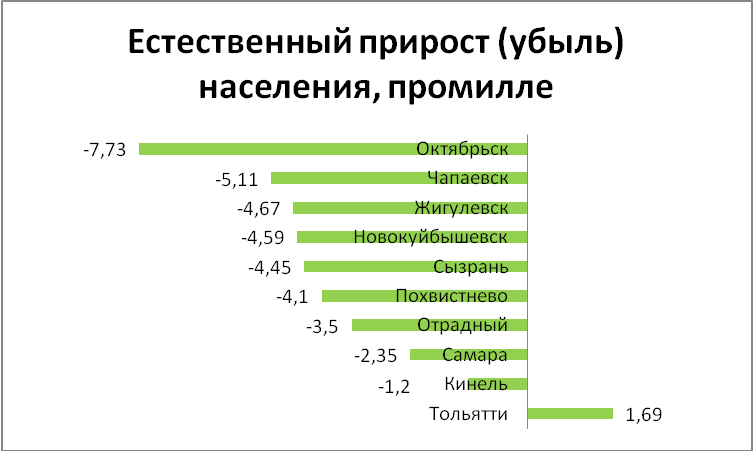 Естественный прирост (убыль)
населения, промилле
-7,73 Октябрьск
-5,11 Чапаевск
-4,67 Жигулевск
-4,59 Новокуйбышевск
-4,45 Сызрань
-4,1 Похвистнево
-3,5 Отрадный
-2,35 Самара
-1,2 Кинель
Тольятти 1,69